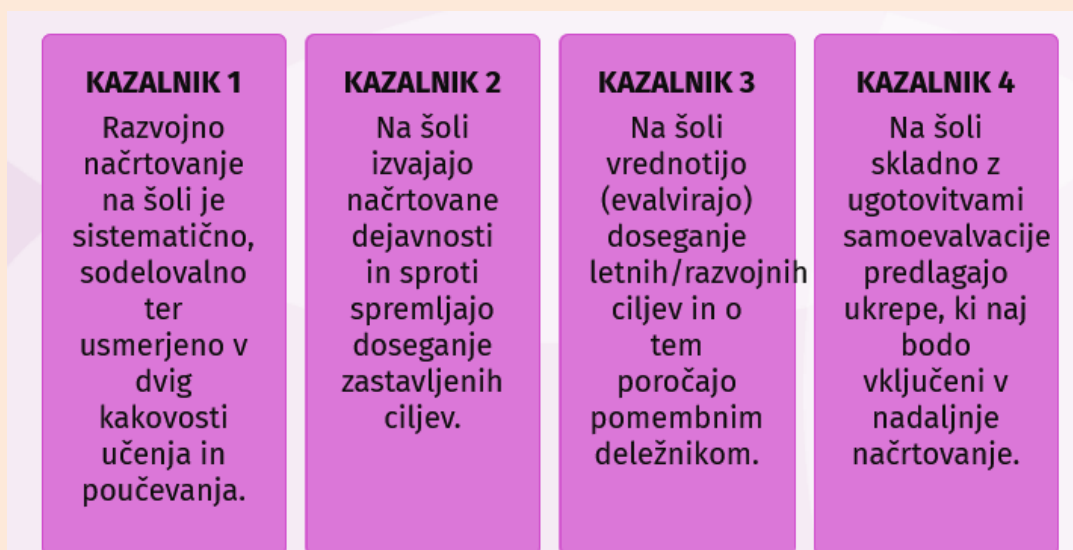 KAZALNIK 1
Razvojno
načrtovanje
na šoli je
sistematično,
sodelovalno
ter
usmerjeno v
dvig
kakovosti
učenja in
poučevanja.
KAZALNIK 2
Na šoli
izvajajo
načrtovane
dejavnosti
in sproti
spremljajo
doseganje
zastavljenih
ciljev.
KAZALNIK 3
Na šoli
vrednotijo
(evalvirajo)
doseganje
letnih/razvojnih
ciljev in o
tem
poročajo
pomembnim
deležnikom.
KAZALNIK 4
Na šoli
skladno z
ugotovitvami
samoevalvacije
predlagajo
ukrepe, ki naj
bodo
vključeni v
nadaljnje
načrtovanje.